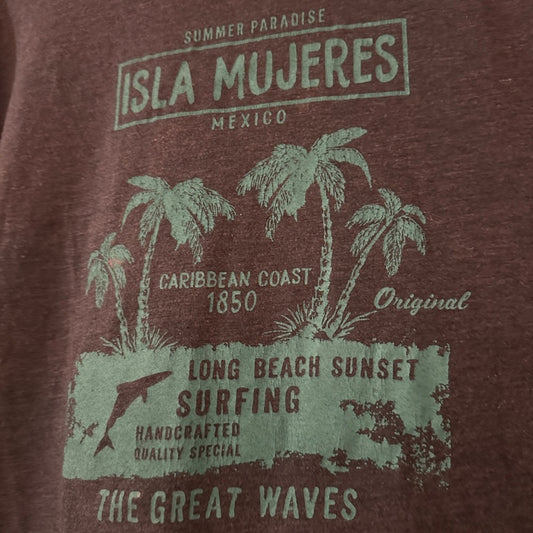 SUMMER PARADISE
ISLA MUJERES
MEXICO
CARIBBEAN COAST
1850
Original
LONG BEACH SUNSET
SURFING
HANDCRAFTED
QUALITY SPECIAL
THE GREAT WAVES